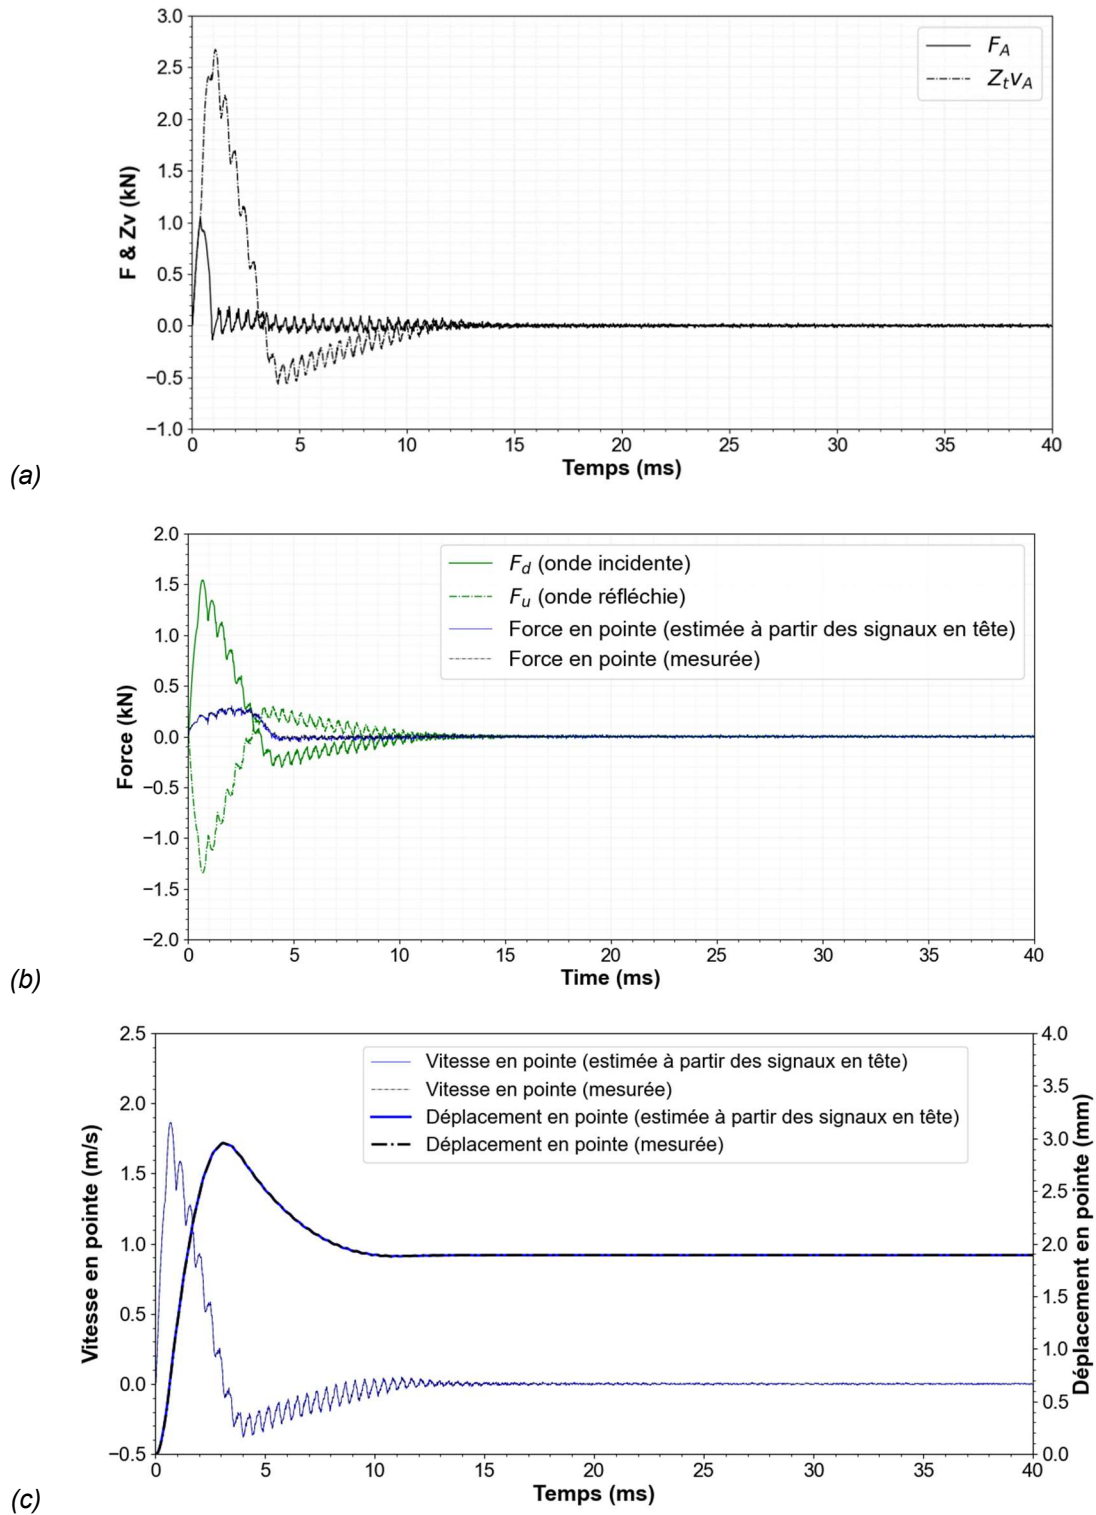 3.0
2.5
2.0
1.5
1.0
0.5
0.0
−0.5
−1.0
F & Zv (kN)
F_A
Z_tv_A
0 5 10 15 20 25 30 35 40
Temps (ms)
(a)
2.0
1.5
1.0
0.5
0.0
−0.5
−1.0
−1.5
−2.0
Force (kN)
F_d (onde incidente)
F_u (onde réfléchie)
Force en pointe (estimée à partir des signaux en tête)
Force en pointe (mesurée)
0 5 10 15 20 25 30 35 40
Time (ms)
(b)
2.5
2.0
1.5
1.0
0.5
0.0
−0.5
Vitesse en pointe (m/s)
Vitesse en pointe (estimée à partir des signaux en tête)
Vitesse en pointe (mesurée)
Déplacement en pointe (estimée à partir des signaux en tête)
Déplacement en pointe (mesurée)
4.0
3.5
3.0
2.5
2.0
1.5
1.0
0.5
0.0
Déplacement en pointe (mm)
0 5 10 15 20 25 30 35 40
Temps (ms)
(c)